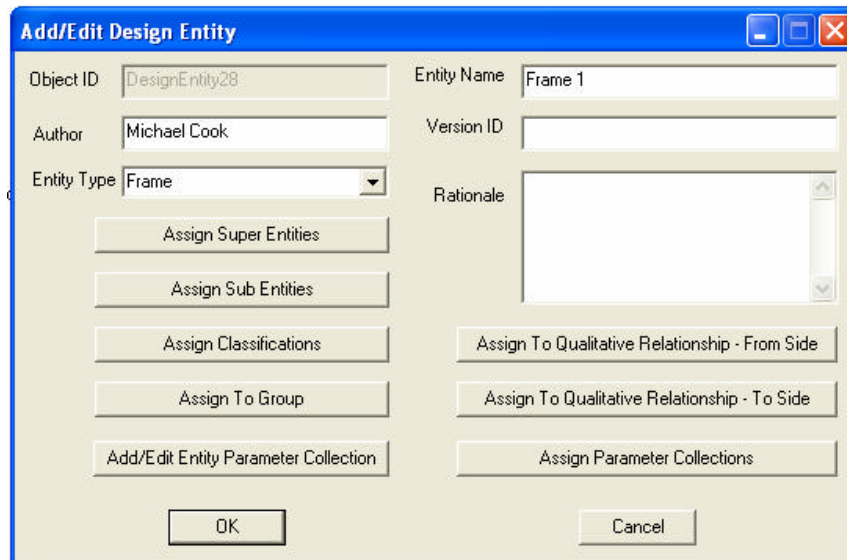 Add/Edit Design Entity
Object ID DesignEntity28 Entity Name Frame 1
Author Michael Cook Version ID
Entity Type Frame Rationale
Assign Super Entities
Assign Sub Entities
Assign Classifications Assign To Qualitative Relationship - From Side
Assign To Group Assign To Qualitative Relationship - To Side
Add/Edit Entity Parameter Collection Assign Parameter Collections
OK Cancel